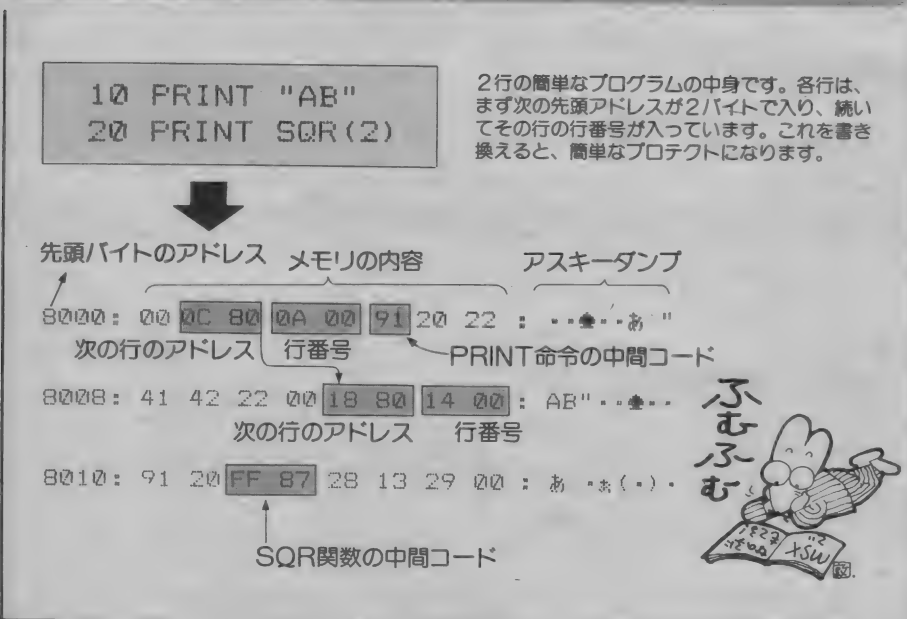 10 PRINT "AB"
20 PRINT SQR(2)
2行の簡単なプログラムの中身です。各行は、
まず次の先頭アドレスが2バイトで入り、続い
てその行の行番号が入っています。これを書き
換えると、簡単なプロテクトになります。
先頭バイトのアドレス
メモリの内容
アスキーダンプ
8000: 00 0C 80 0A 00 91 20 22 : ・・♠・・あ "
次の行のアドレス 行番号 PRINT命令の中間コード
8008: 41 42 22 00 18 80 14 00 : AB"・・♠・・
次の行のアドレス 行番号
8010: 91 20 FF 87 28 13 29 00 : あ ・ぁ(・)・
SQR関数の中間コード
ふむふむ
MSX